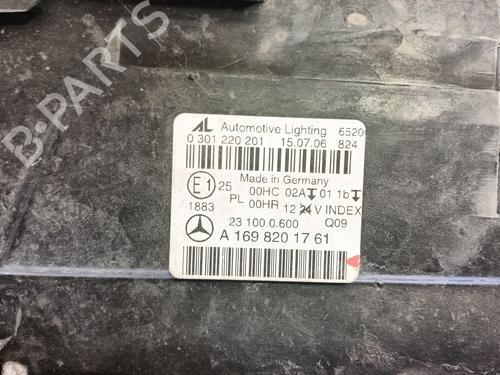 B-PARTS
AL Automotive Lighting 6520
0 301 220 201 15.07.06 824
Made in Germany
E1 25 00HC 02A 01 1b
1883 PL 00HR 12 24 V INDEX
23 100.0.600 Q09
A 169 820 17 61